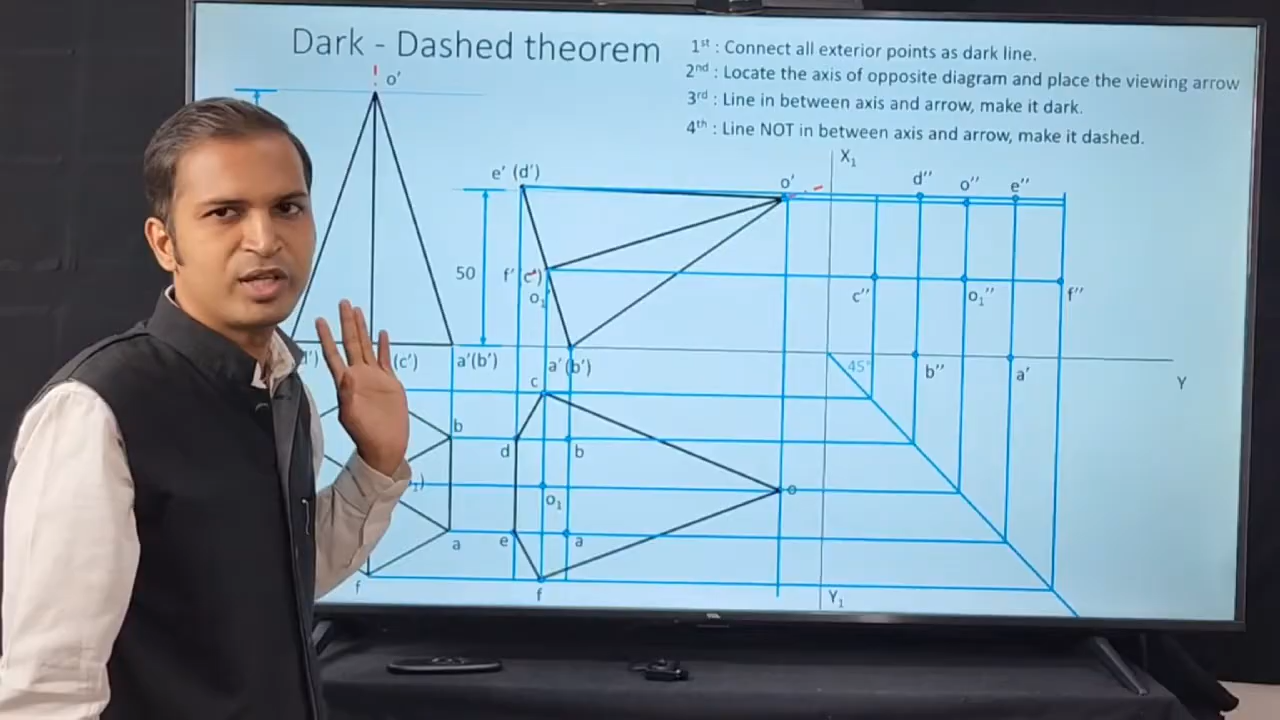 Dark - Dashed theorem
1st : Connect all exterior points as dark line.
2nd : Locate the axis of opposite diagram and place the viewing arrow
3rd : Line in between axis and arrow, make it dark.
4th : Line NOT in between axis and arrow, make it dashed.
o'
X1
e' (d')
o'
d''
o''
e''
50
f' (c')
o1
c''
o1''
f''
(c')
a'(b')
a'(b')
45°
b''
a'
Y
c
b
d
b
o
o1
a
e
a
f
f
Y1